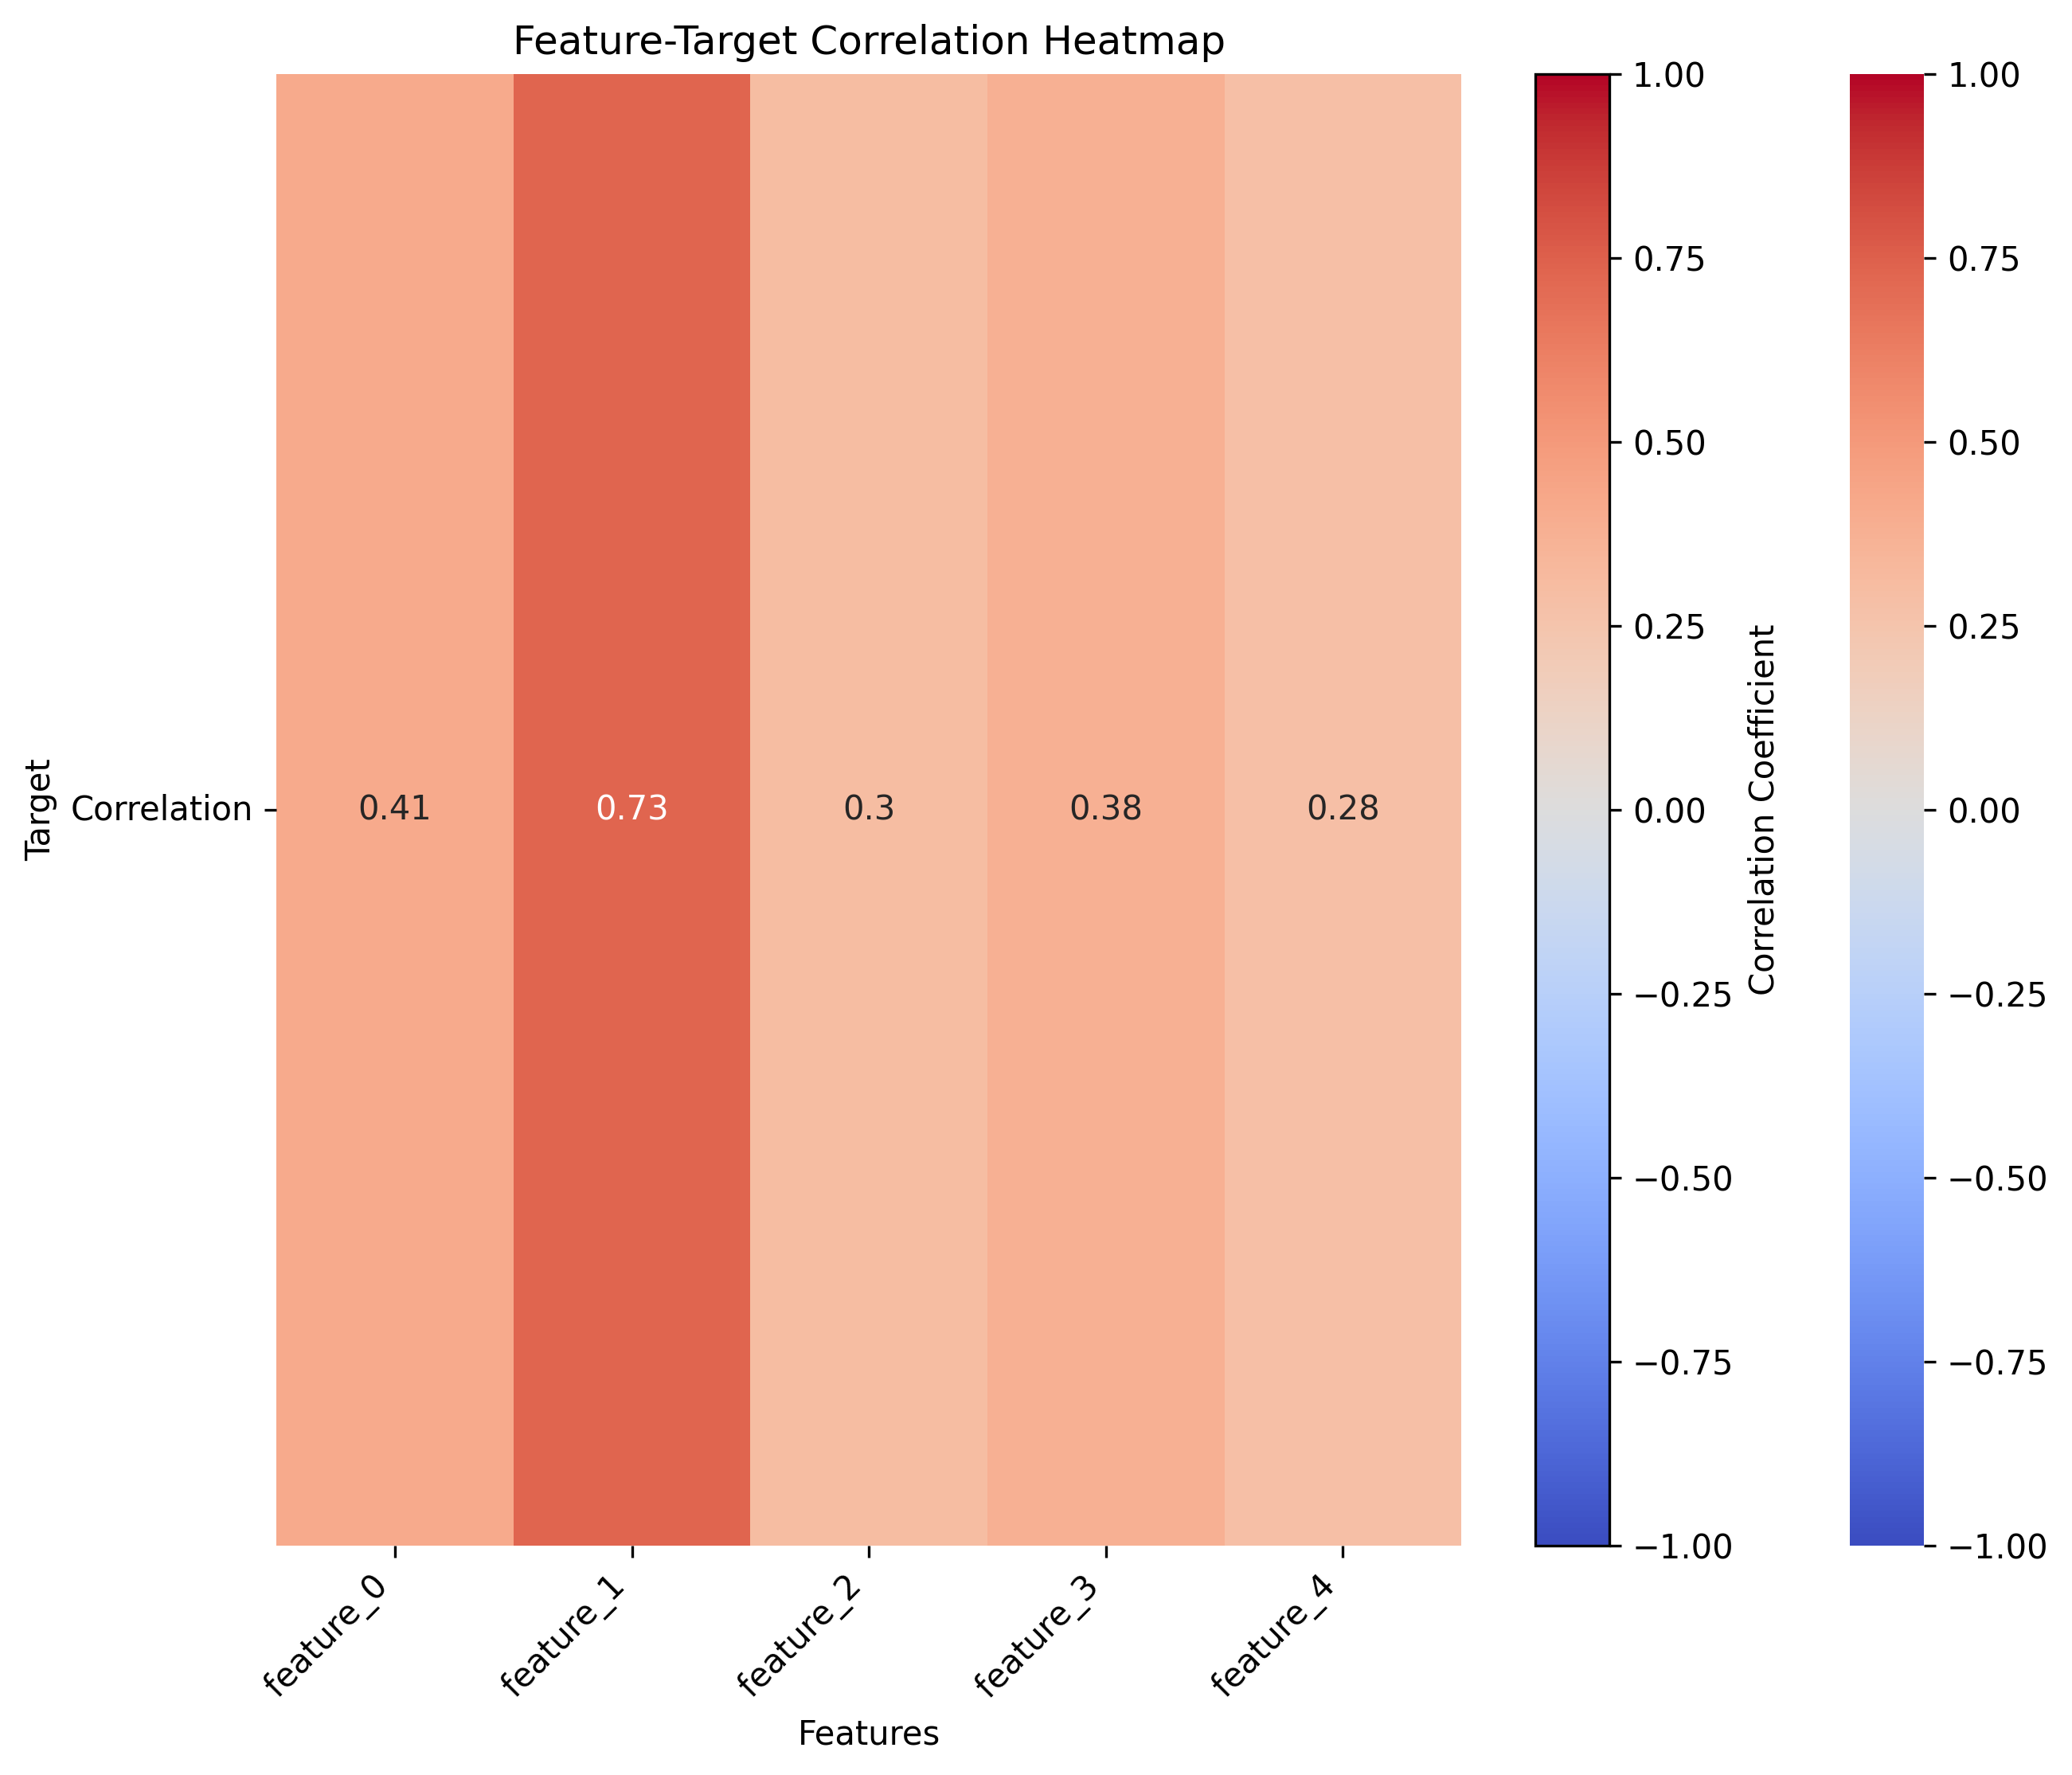 Feature-Target Correlation Heatmap
Target
Correlation
0.41 0.73 0.3 0.38 0.28
feature_0 feature_1 feature_2 feature_3 feature_4
Features
1.00
0.75
0.50
0.25
0.00
−0.25
−0.50
−0.75
−1.00
Correlation Coefficient
1.00
0.75
0.50
0.25
0.00
−0.25
−0.50
−0.75
−1.00